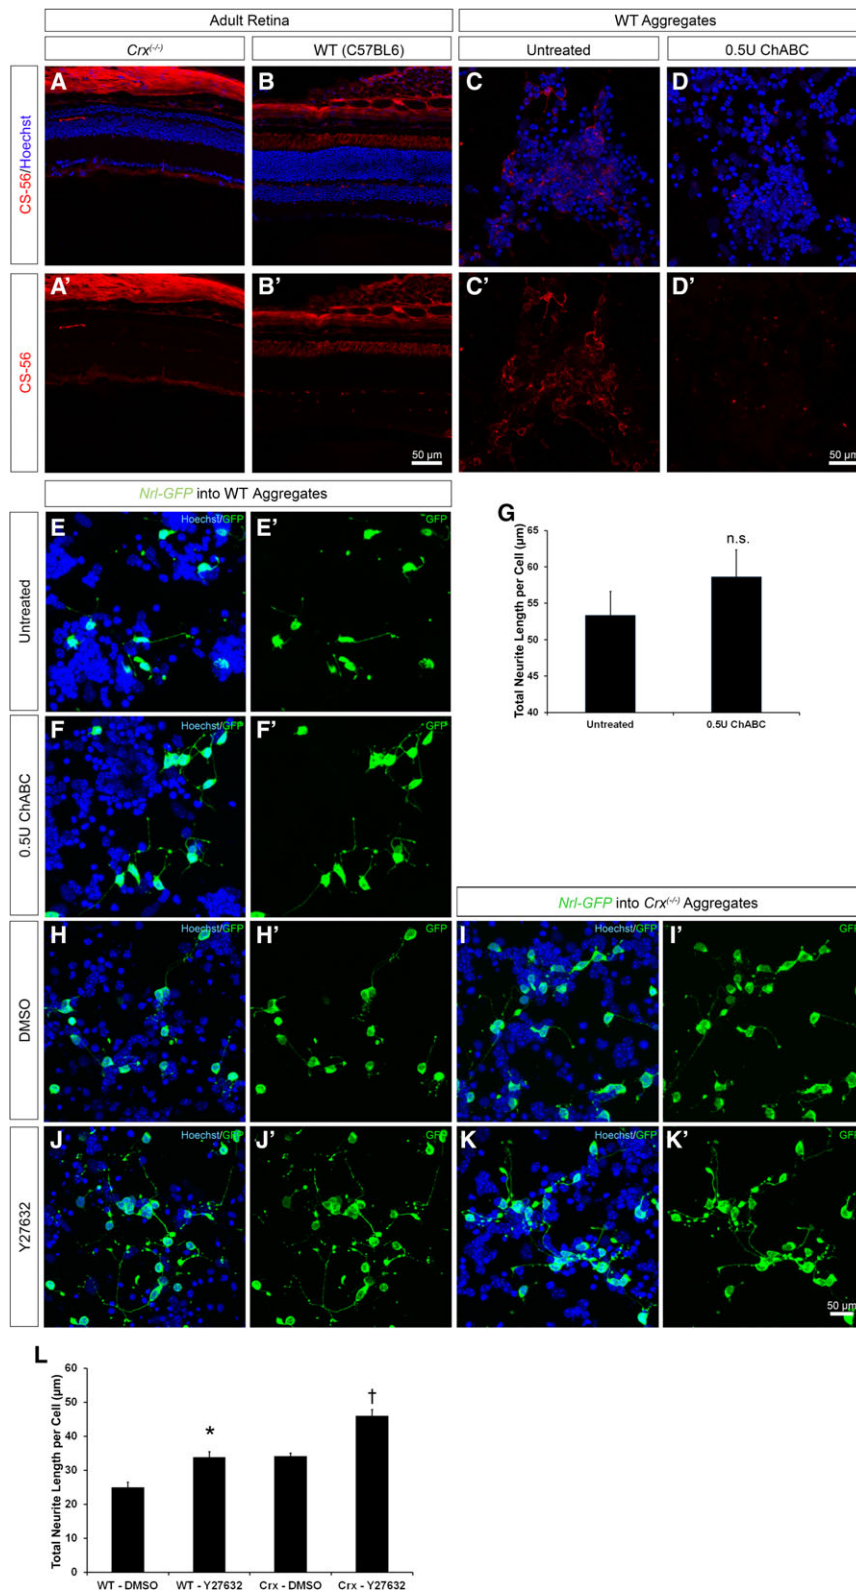 Adult Retina
WT Aggregates
Crx(-/-)
WT (C57BL6)
Untreated
0.5U ChABC
CS-56/Hoechst
A
B
C
D
CS-56
A’
B’
C’
D’
50 µm
50 µm
Nrl-GFP into WT Aggregates
Untreated
E
Hoechst/GFP
E’
GFP
G
Total Neurite Length per Cell (µm)
65
60
55
50
45
40
n.s.
Untreated
0.5U ChABC
0.5U ChABC
F
Hoechst/GFP
F’
GFP
Nrl-GFP into Crx(-/-) Aggregates
DMSO
H
Hoechst/GFP
H’
GFP
I
Hoechst/GFP
I’
GFP
Y27632
J
Hoechst/GFP
J’
GFP
K
Hoechst/GFP
K’
GFP
50 µm
L
Total Neurite Length per Cell (µm)
60
50
40
30
20
10
0
*
†
WT - DMSO
WT - Y27632
Crx - DMSO
Crx - Y27632